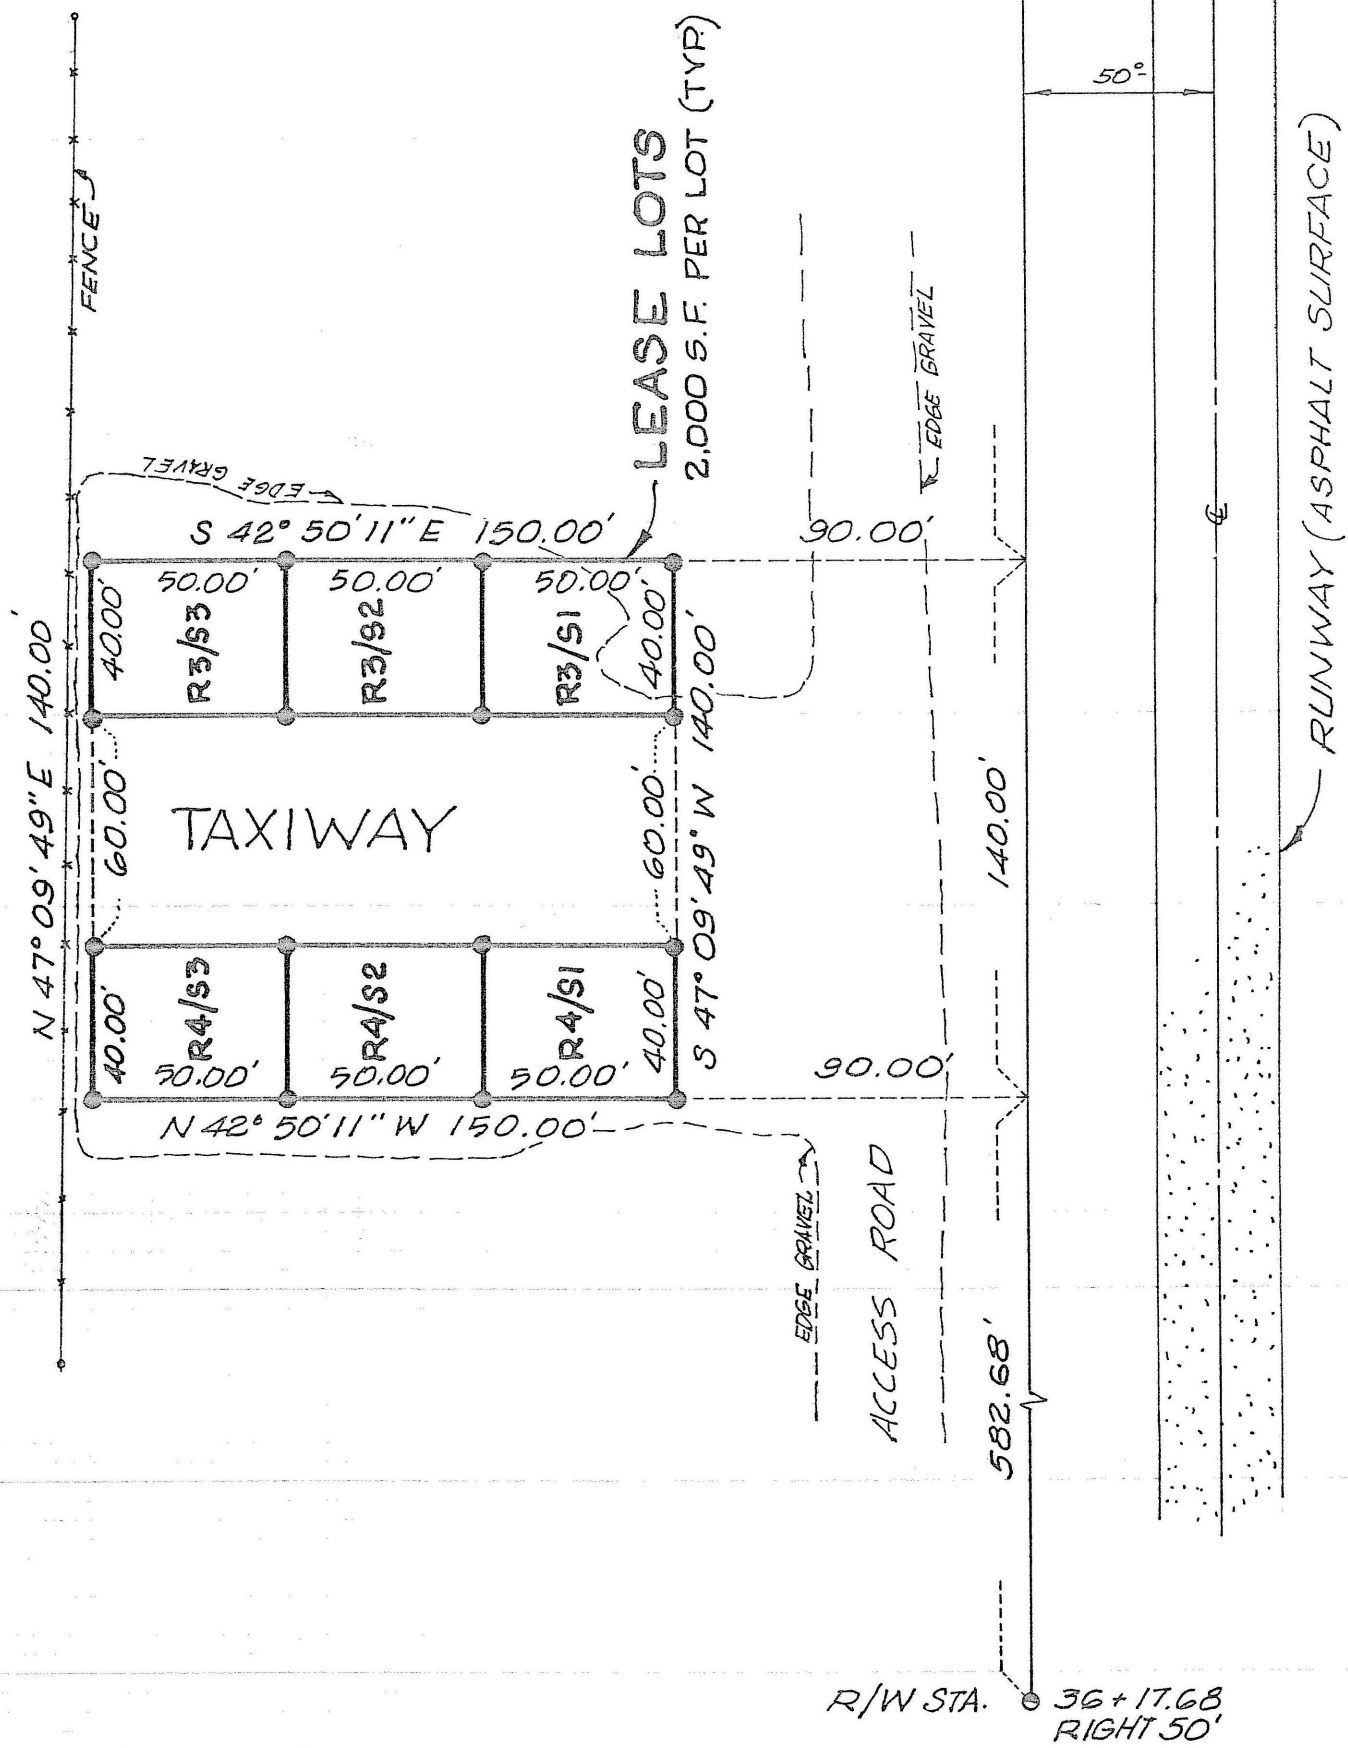 50º-
FENCE
LEASE LOTS
2,000 S.F. PER LOT (TYP.)
EDGE GRAVEL
EDGE GRAVEL
RUNWAY (ASPHALT SURFACE)
℄
S 42° 50' 11" E 150.00'
90.00'
50.00'
50.00'
50.00'
40.00'
R3/S3
R3/S2
R3/S1
40.00'
N 47° 09' 49" E 140.00'
S 47° 09' 49" W 140.00'
60.00'
TAXIWAY
60.00'
140.00'
40.00'
R4/S3
R4/S2
R4/S1
40.00'
50.00'
50.00'
50.00'
90.00'
N 42° 50' 11" W 150.00'
EDGE GRAVEL
ACCESS ROAD
582.68'
R/W STA. 36+17.68
RIGHT 50'